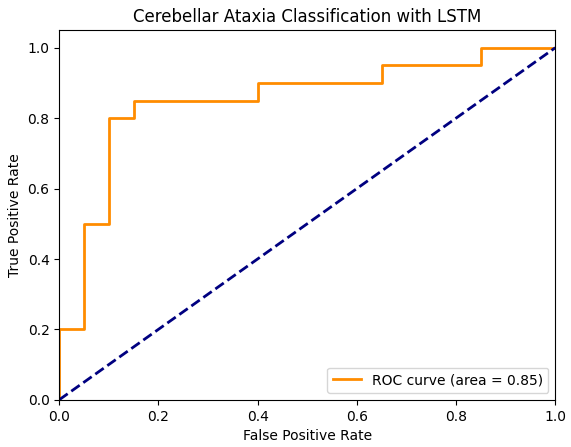 Cerebellar Ataxia Classification with LSTM
1.0
0.8
0.6
0.4
0.2
0.0
True Positive Rate
ROC curve (area = 0.85)
0.0 0.2 0.4 0.6 0.8 1.0
False Positive Rate